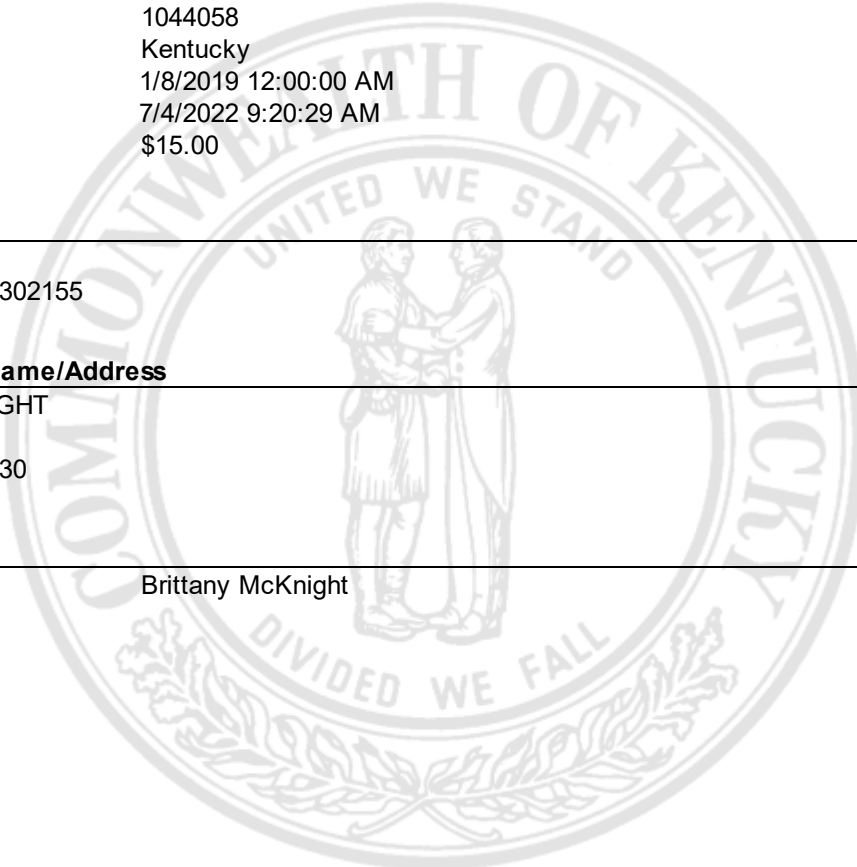 1044058
Kentucky
1/8/2019 12:00:00 AM
7/4/2022 9:20:29 AM
$15.00
302155
ame/Address
GHT
30
Brittany McKnight
COMMONWEALTH OF KENTUCKY
UNITED WE STAND
DIVIDED WE FALL